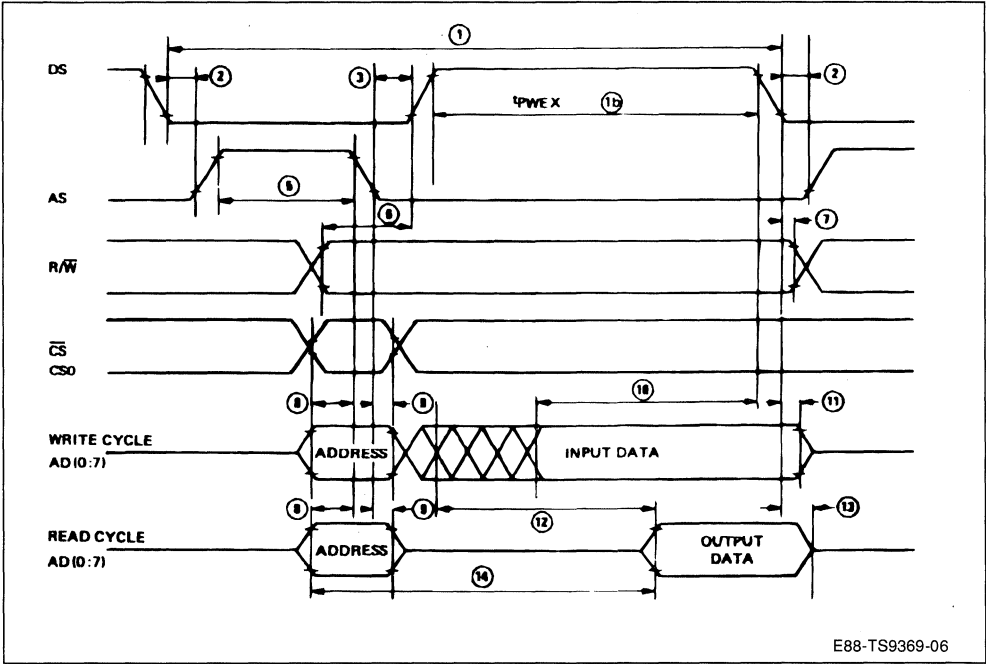 1
DS 2 3 2
tPWEX 1b
AS 5
6
7
R/W̅
C̅S̅
CS0
8 9 10 11
WRITE CYCLE
AD (0:7) ADDRESS INPUT DATA
8 9 12 13
READ CYCLE
AD (0:7) ADDRESS OUTPUT DATA
14
E88-TS9369-06